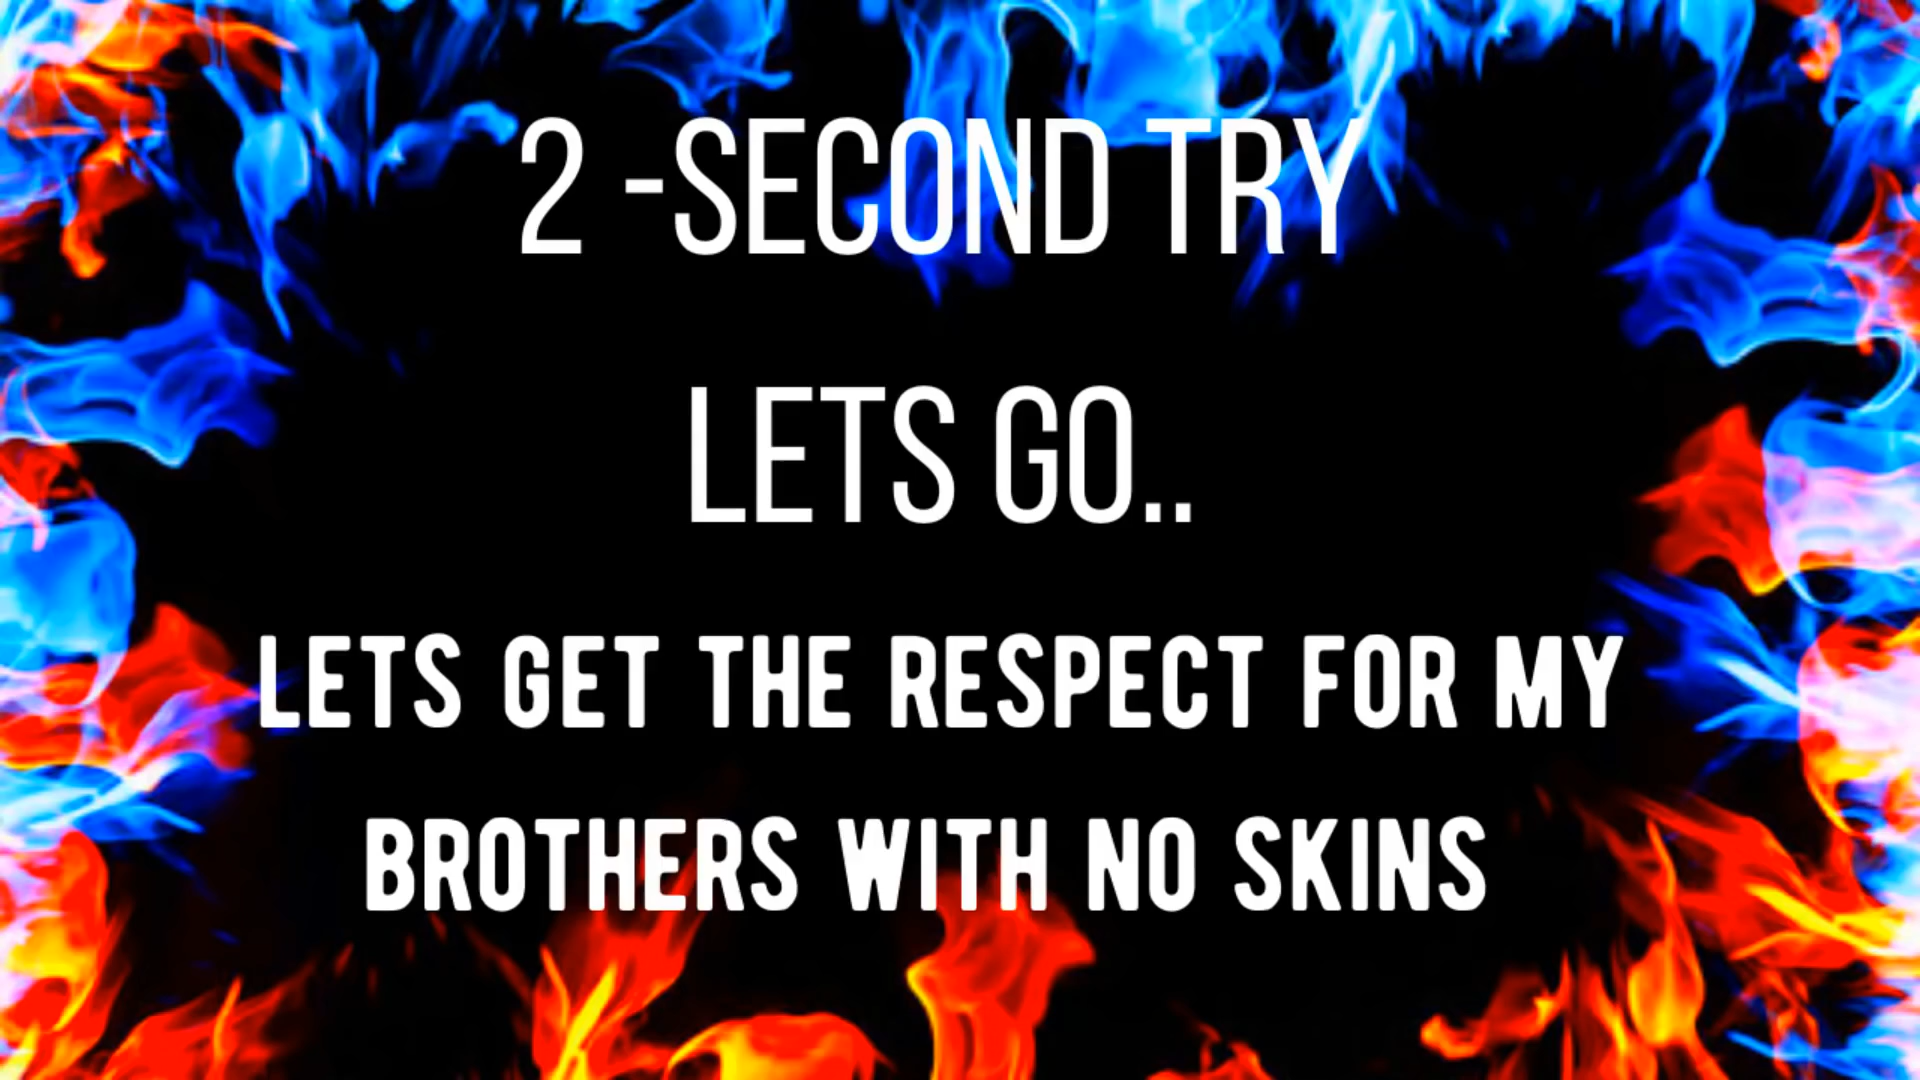 2 -SECOND TRY
LETS GO..
LETS GET THE RESPECT FOR MY
BROTHERS WITH NO SKINS